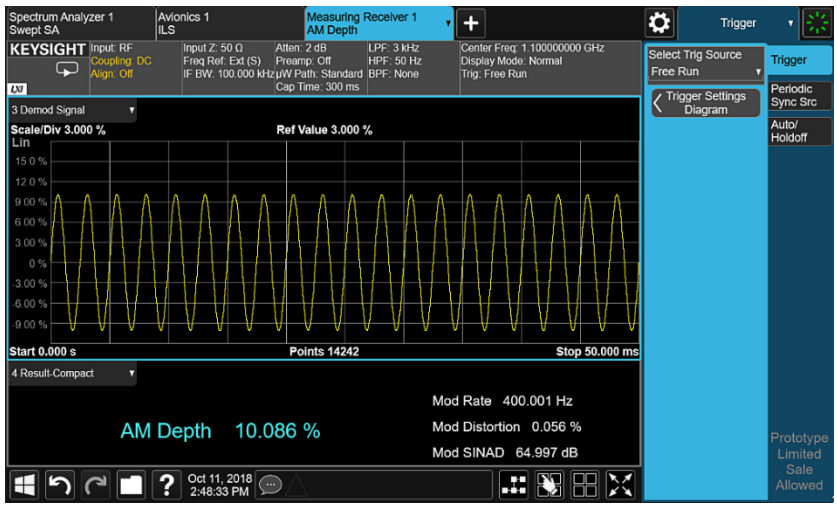 Spectrum Analyzer 1
Swept SA
Avionics 1
ILS
Measuring Receiver 1
AM Depth
Trigger
KEYSIGHT
LXI
Input: RF
Coupling: DC
Align: Off
Input Z: 50 Ω
Freq Ref: Ext (S)
IF BW: 100.000 kHz
Atten: 2 dB
Preamp: Off
µW Path: Standard
Cap Time: 300 ms
LPF: 3 kHz
HPF: 50 Hz
BPF: None
Center Freq: 1.100000000 GHz
Display Mode: Normal
Trig: Free Run
Select Trig Source
Free Run
Trigger Settings
Diagram
Trigger
Periodic
Sync Src
Auto/
Holdoff
3 Demod Signal
Scale/Div 3.000 %
Ref Value 3.000 %
Lin
15.0 %
12.0 %
9.00 %
6.00 %
3.00 %
0 %
-3.00 %
-6.00 %
-9.00 %
Start 0.000 s
Points 14242
Stop 50.000 ms
4 Result-Compact
AM Depth 10.086 %
Mod Rate 400.001 Hz
Mod Distortion 0.056 %
Mod SINAD 64.997 dB
Prototype
Limited
Sale
Allowed
?
Oct 11, 2018
2:48:33 PM